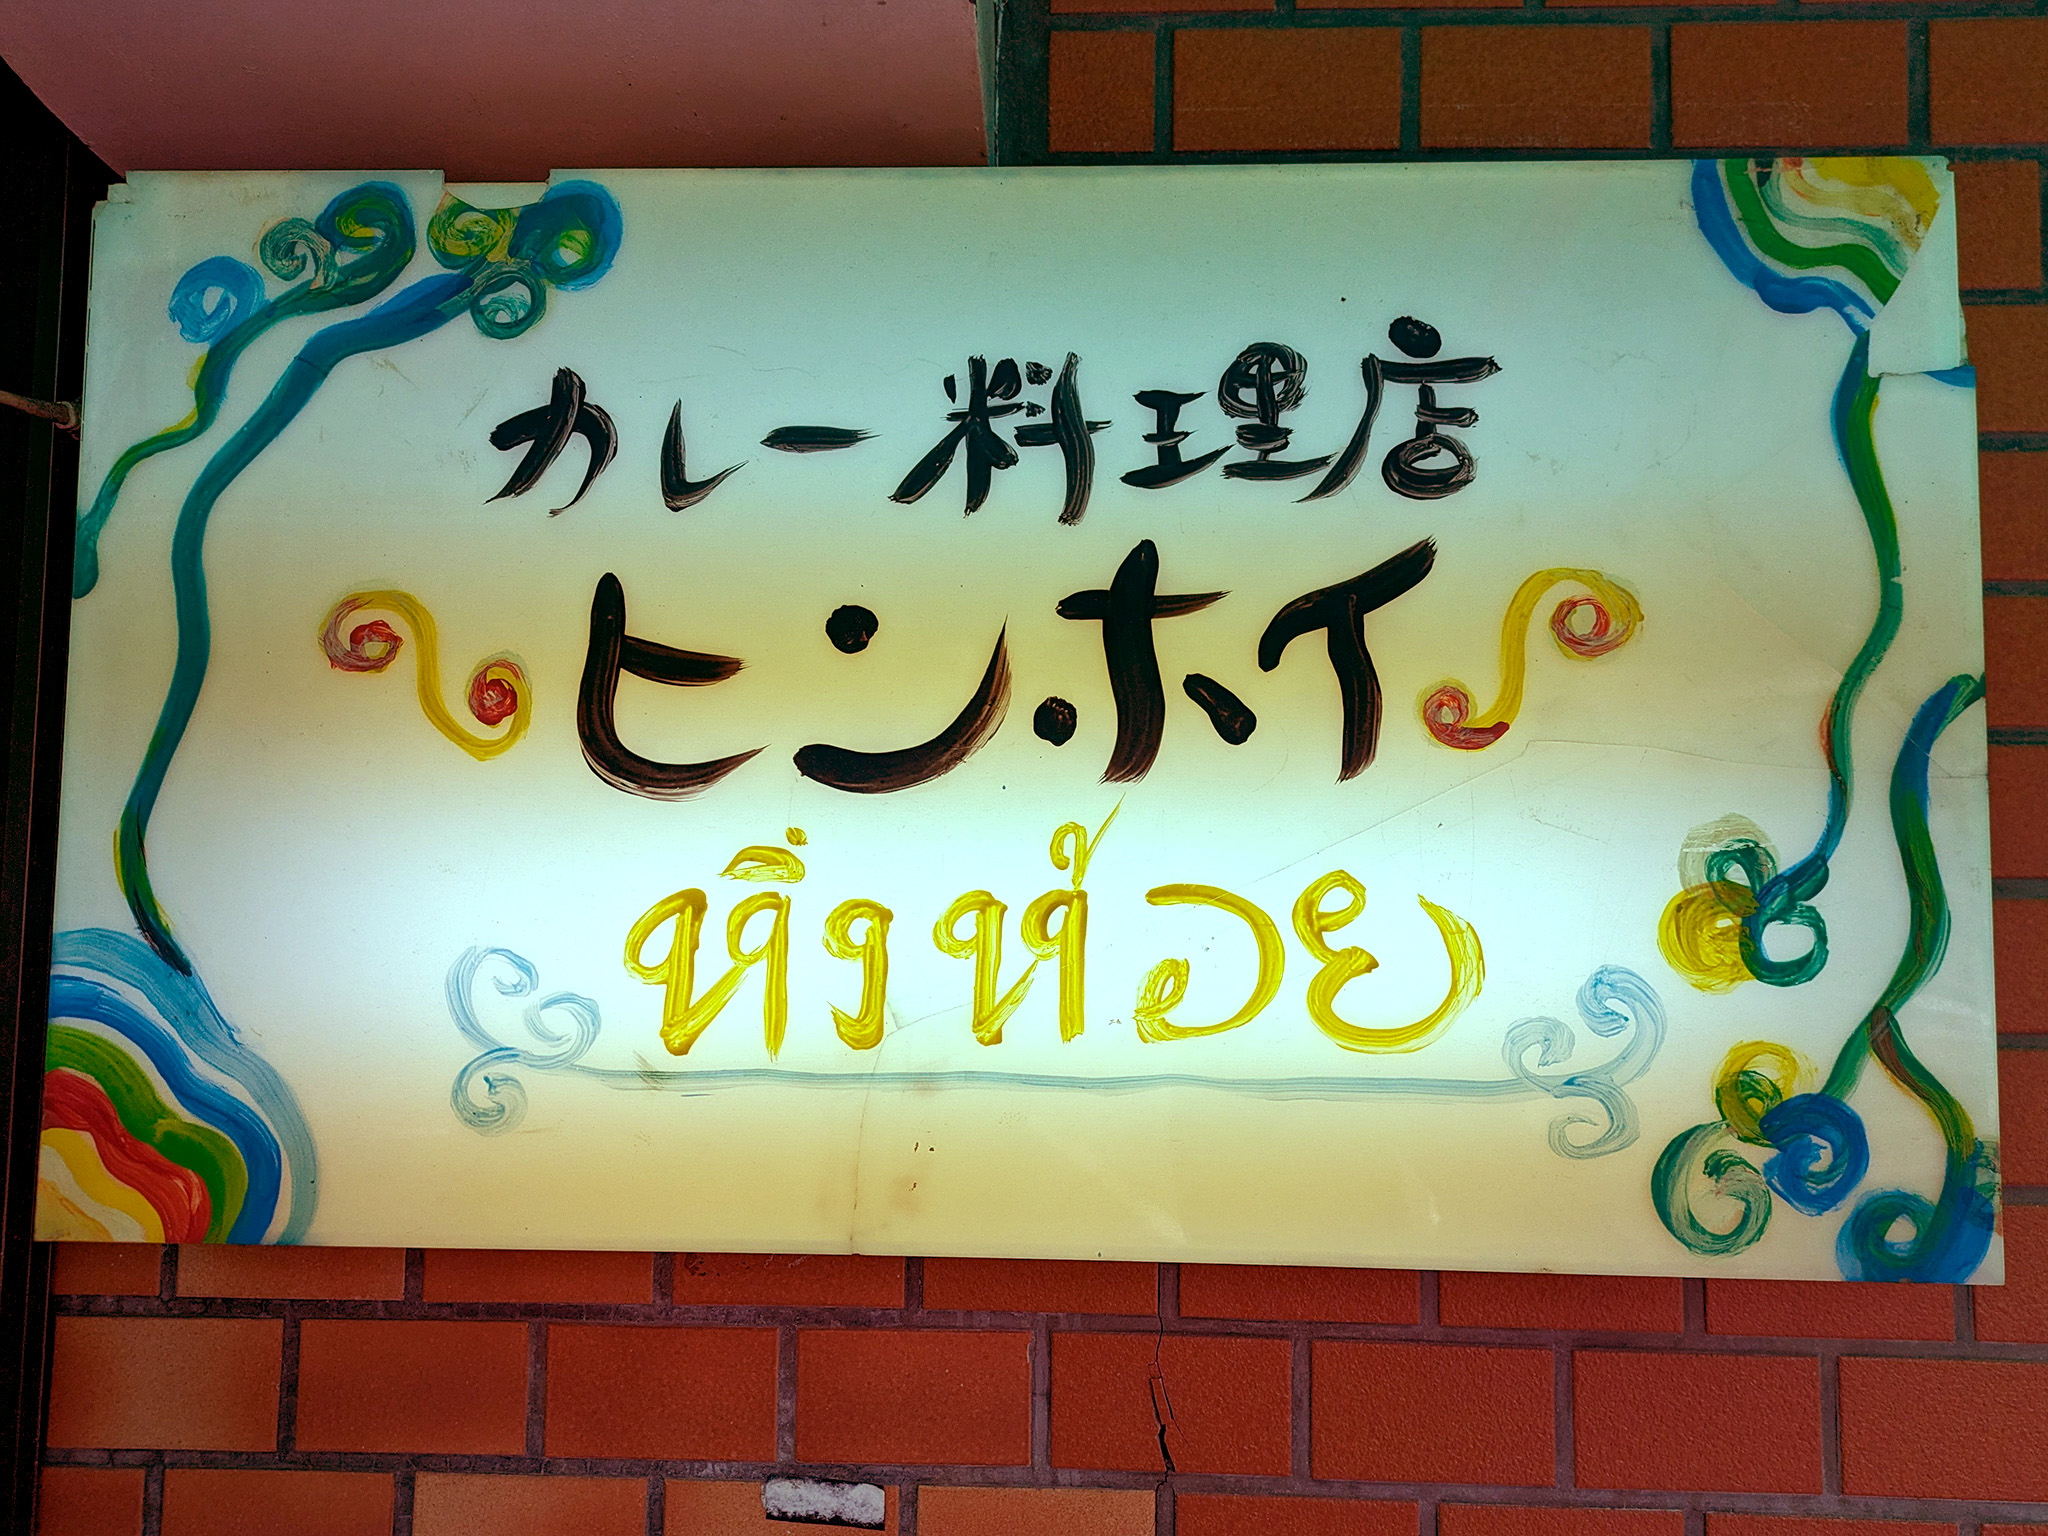 カレー料理店
ヒンホイ
หิ่งห้อย